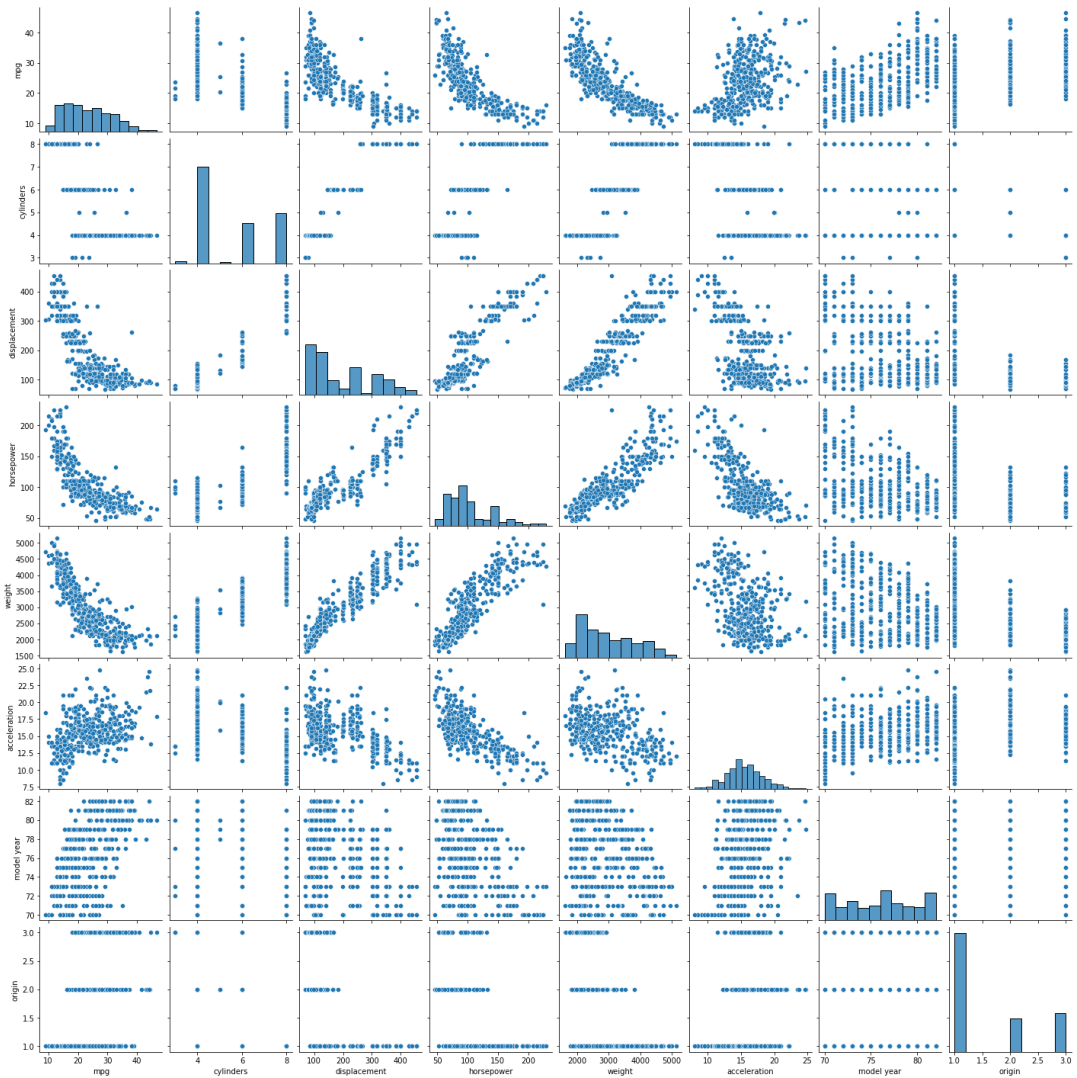 40
30
20
10
mpg
8
7
6
5
4
3
cylinders
400
300
200
100
displacement
200
150
100
50
horsepower
5000
4500
4000
3500
3000
2500
2000
1500
weight
25.0
22.5
20.0
17.5
15.0
12.5
10.0
7.5
acceleration
82
80
78
76
74
72
70
model year
3.0
2.5
2.0
1.5
1.0
origin
10 20 30 40
mpg
4 6 8
cylinders
100 200 300 400
displacement
50 100 150 200
horsepower
2000 3000 4000 5000
weight
10 15 20 25
acceleration
70 75 80
model year
1.0 1.5 2.0 2.5 3.0
origin